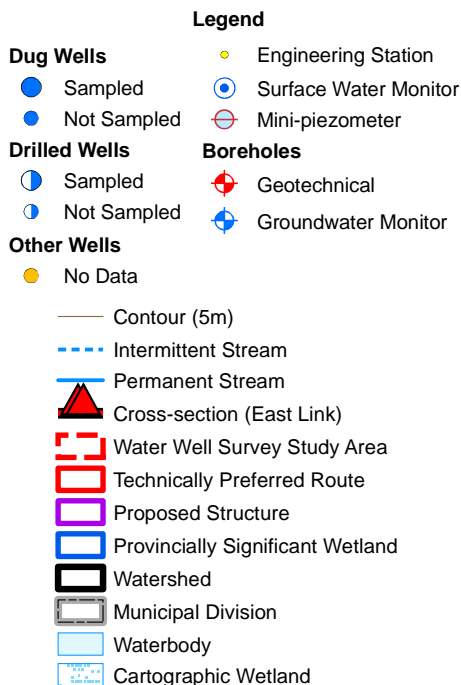 Legend
Dug Wells
Sampled
Not Sampled
Drilled Wells
Sampled
Not Sampled
Other Wells
No Data
Engineering Station
Surface Water Monitor
Mini-piezometer
Boreholes
Geotechnical
Groundwater Monitor
Contour (5m)
Intermittent Stream
Permanent Stream
Cross-section (East Link)
Water Well Survey Study Area
Technically Preferred Route
Proposed Structure
Provincially Significant Wetland
Watershed
Municipal Division
Waterbody
Cartographic Wetland